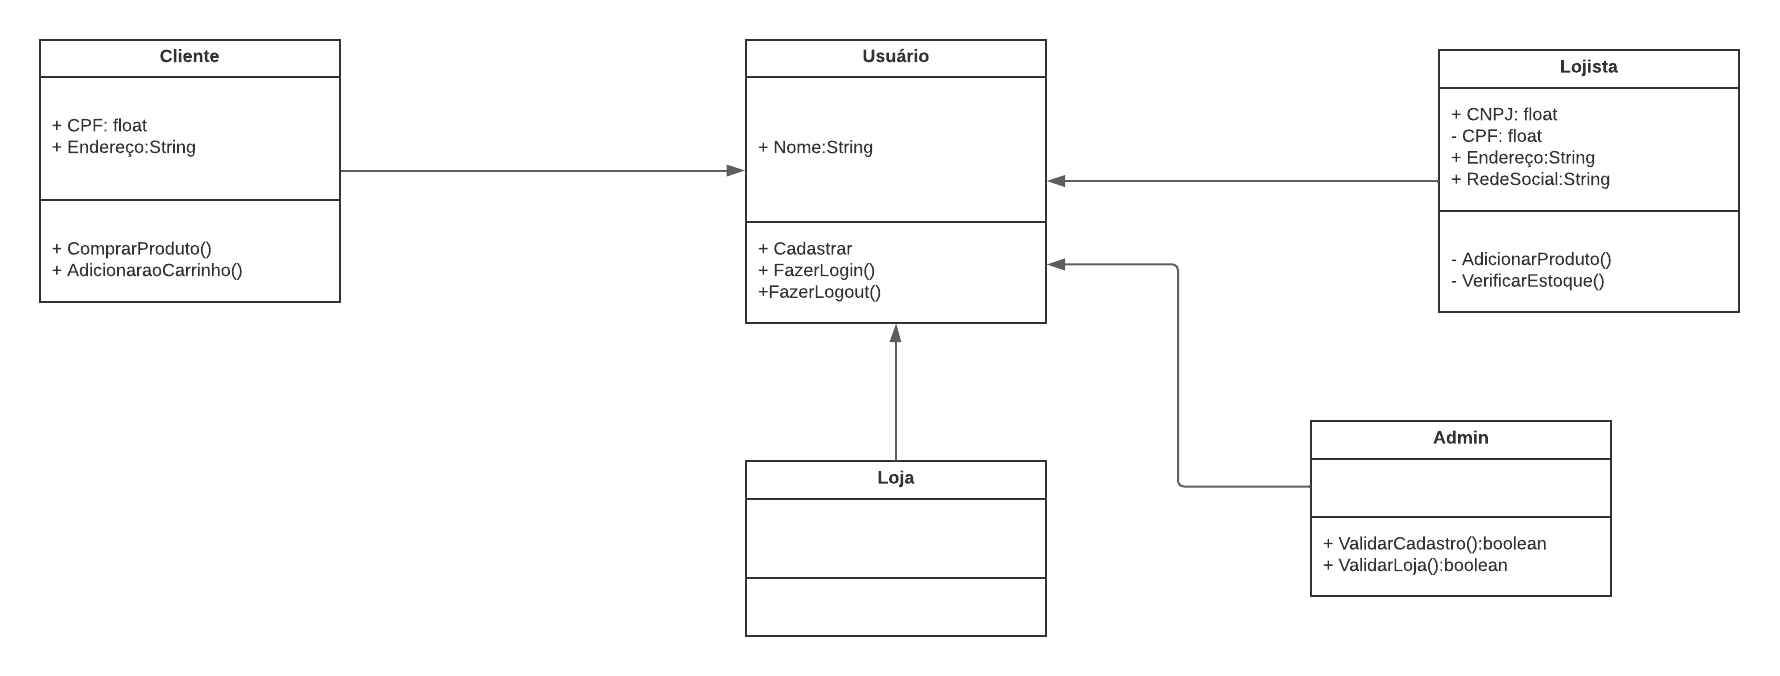 Cliente
+ CPF: float
+ Endereço:String
+ ComprarProduto()
+ AdicionaraoCarrinho()
Usuário
+ Nome:String
+ Cadastrar
+ FazerLogin()
+FazerLogout()
Lojista
+ CNPJ: float
- CPF: float
+ Endereço:String
+ RedeSocial:String
- AdicionarProduto()
- VerificarEstoque()
Loja
Admin
+ ValidarCadastro():boolean
+ ValidarLoja():boolean